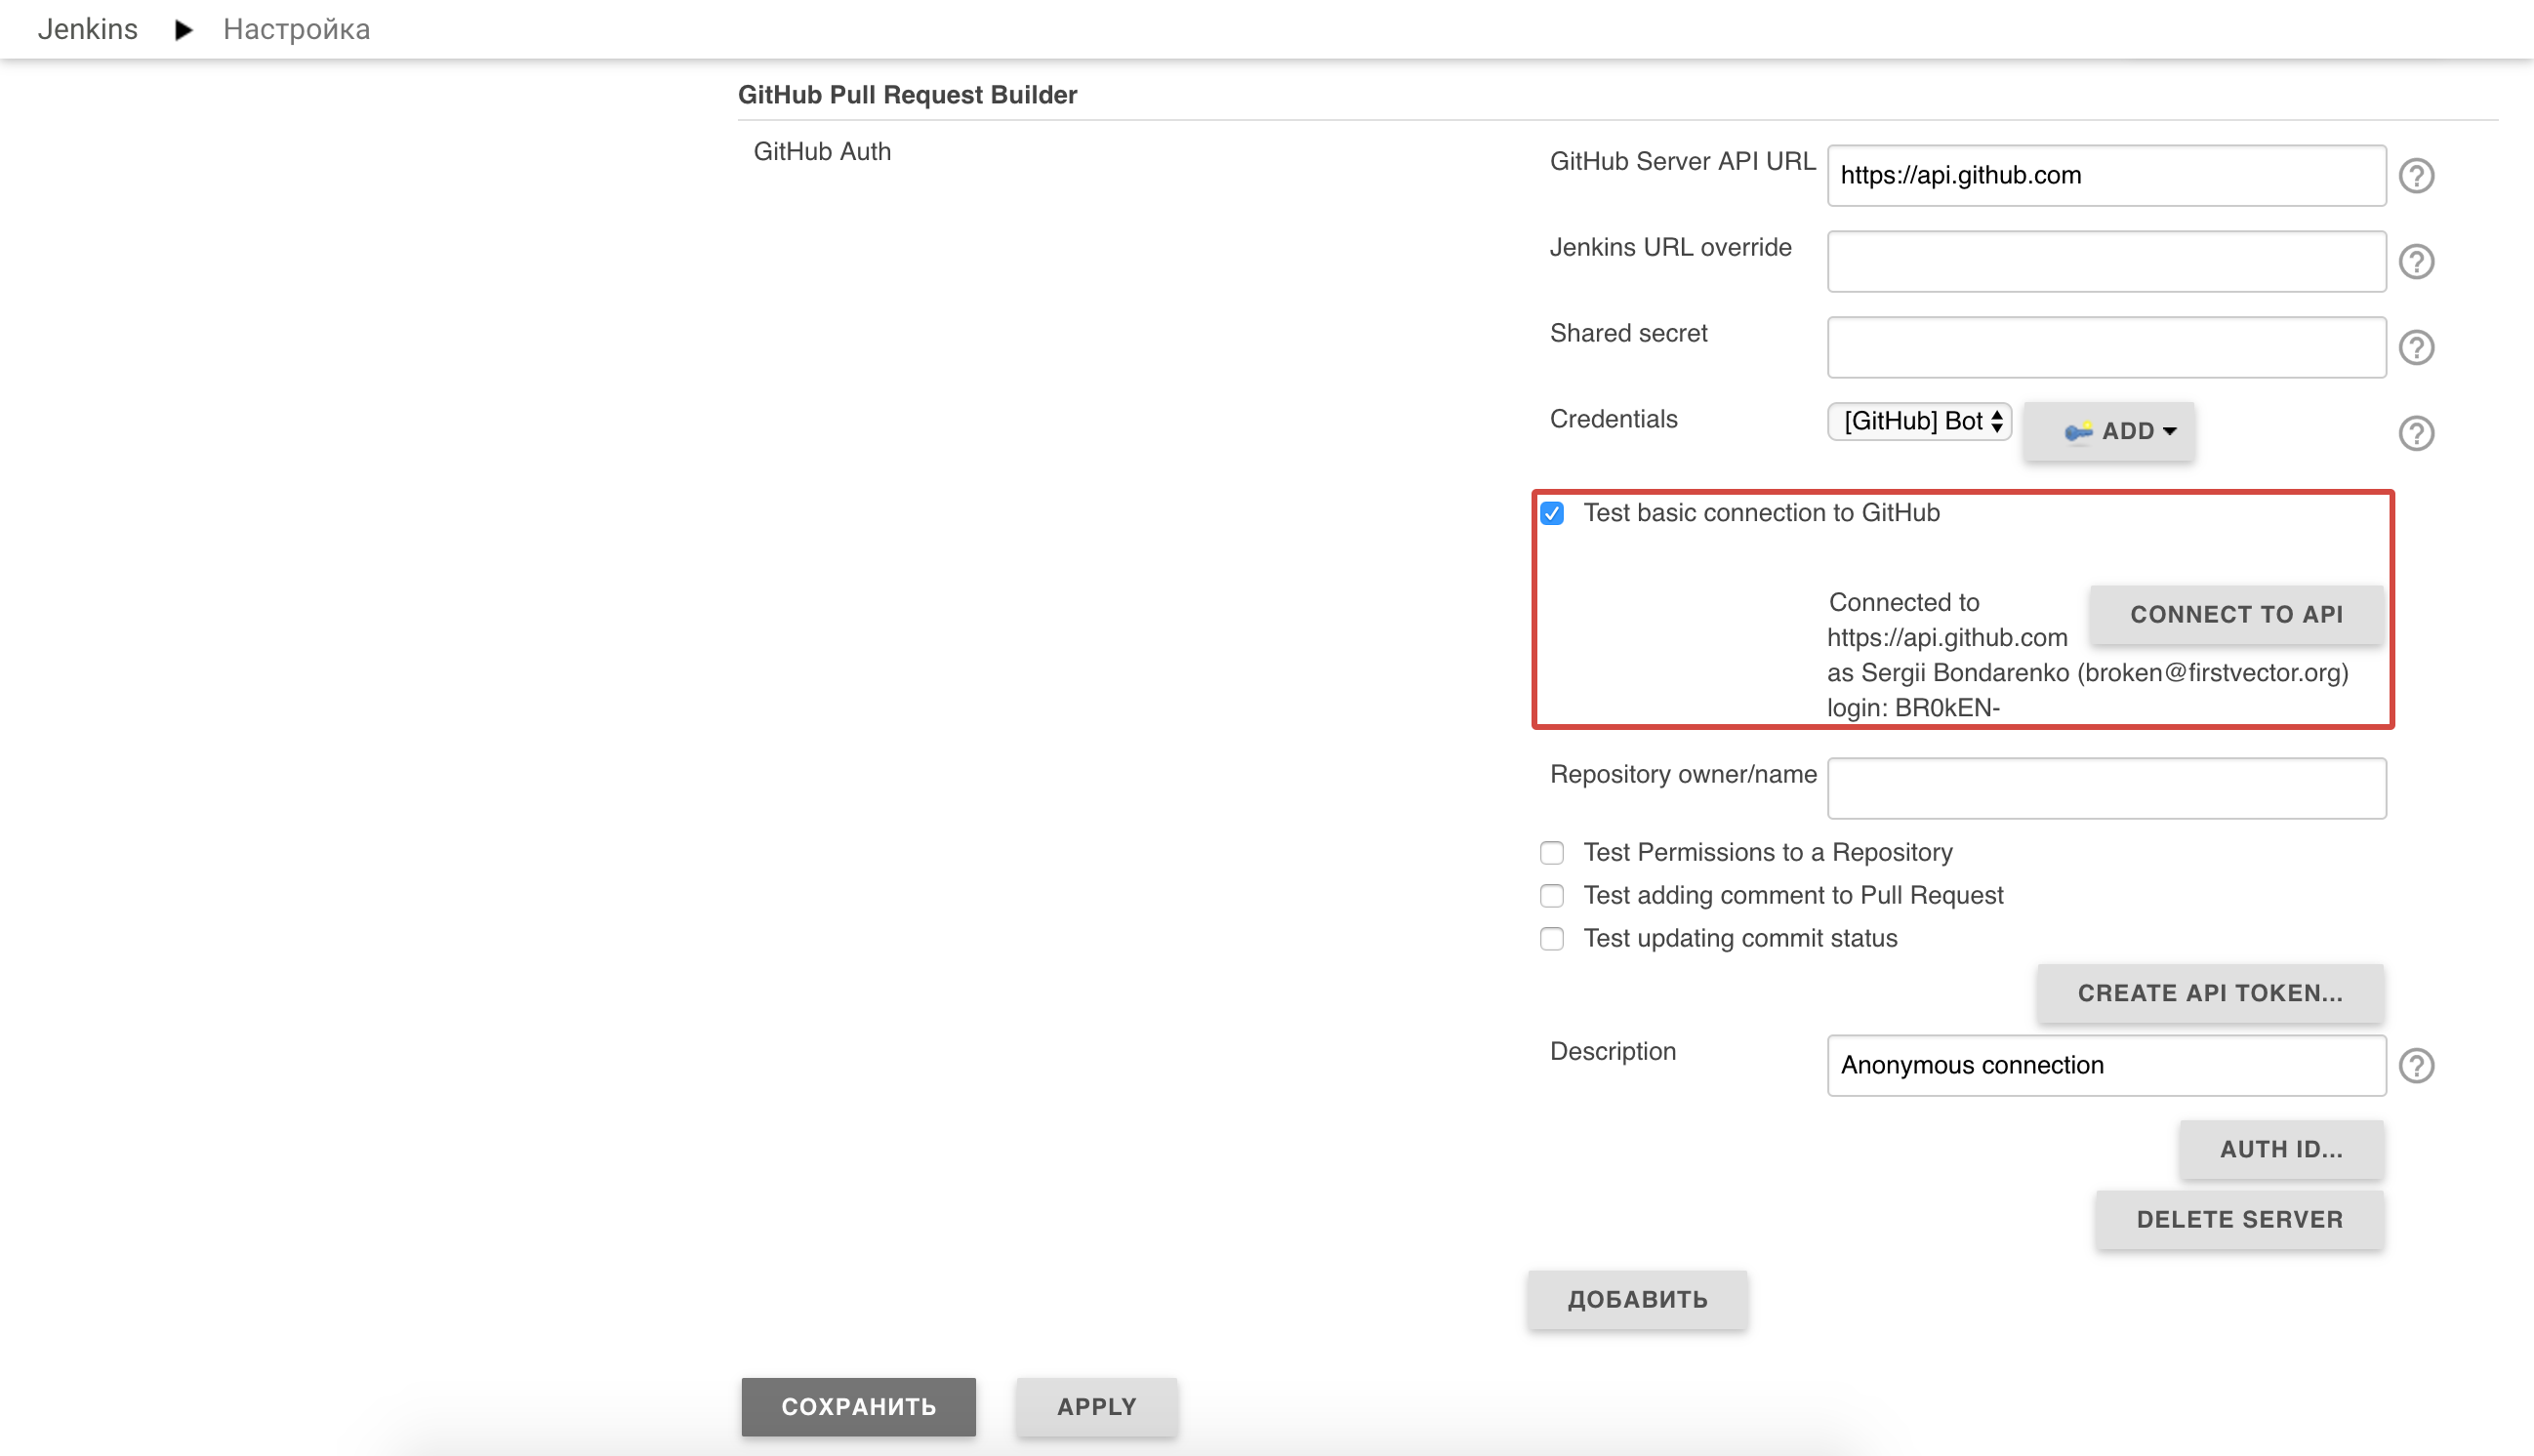 Jenkins ▶ Настройка
GitHub Pull Request Builder
GitHub Auth
GitHub Server API URL https://api.github.com
Jenkins URL override
Shared secret
Credentials [GitHub] Bot ADD
Test basic connection to GitHub
Connected to
CONNECT TO API
https://api.github.com
as Sergii Bondarenko (broken@firstvector.org)
login: BR0kEN-
Repository owner/name
Test Permissions to a Repository
Test adding comment to Pull Request
Test updating commit status
CREATE API TOKEN...
Description Anonymous connection
AUTH ID...
DELETE SERVER
ДОБАВИТЬ
СОХРАНИТЬ APPLY